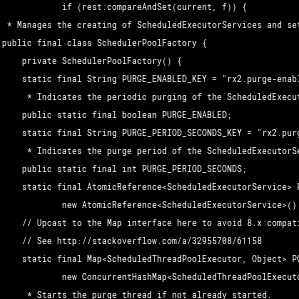 if (rest.compareAndSet(current, f)) {
* Manages the creating of ScheduledExecutorServices and set
public final class SchedulerPoolFactory {
private SchedulerPoolFactory() {
static final String PURGE_ENABLED_KEY = "rx2.purge-enabl
* Indicates the periodic purging of the ScheduledExecut
public static final boolean PURGE_ENABLED;
static final String PURGE_PERIOD_SECONDS_KEY = "rx2.purg
* Indicates the purge period of the ScheduledExecutorSe
public static final int PURGE_PERIOD_SECONDS;
static final AtomicReference<ScheduledExecutorService> P
new AtomicReference<ScheduledExecutorService>()
// Upcast to the Map interface here to avoid 8.x compati
// See http://stackoverflow.com/a/32955708/61158
static final Map<ScheduledThreadPoolExecutor, Object> PO
new ConcurrentHashMap<ScheduledThreadPoolExecuto
* Starts the purge thread if not already started.